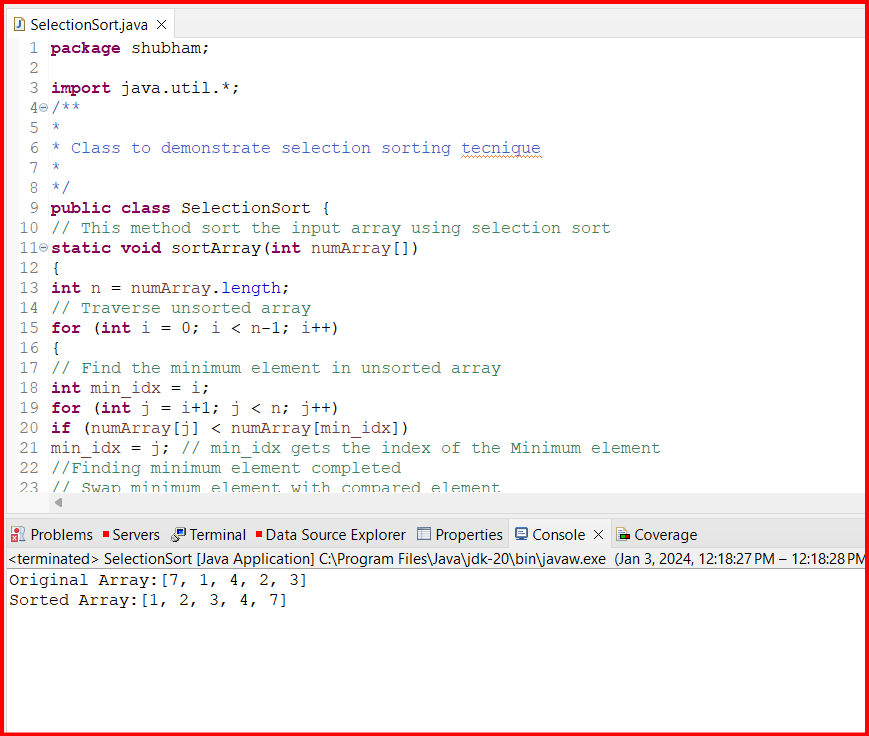 SelectionSort.java
1 package shubham;
2
3 import java.util.*;
4 /**
5 *
6 * Class to demonstrate selection sorting tecnique
7 *
8 */
9 public class SelectionSort {
10 // This method sort the input array using selection sort
11 static void sortArray(int numArray[])
12 {
13 int n = numArray.length;
14 // Traverse unsorted array
15 for (int i = 0; i < n-1; i++)
16 {
17 // Find the minimum element in unsorted array
18 int min_idx = i;
19 for (int j = i+1; j < n; j++)
20 if (numArray[j] < numArray[min_idx])
21 min_idx = j; // min_idx gets the index of the Minimum element
22 //Finding minimum element completed
23 // Swap minimum element with compared element
Problems Servers Terminal Data Source Explorer Properties Console Coverage
<terminated> SelectionSort [Java Application] C:\Program Files\Java\jdk-20\bin\javaw.exe (Jan 3, 2024, 12:18:27 PM – 12:18:28 PM
Original Array:[7, 1, 4, 2, 3]
Sorted Array:[1, 2, 3, 4, 7]